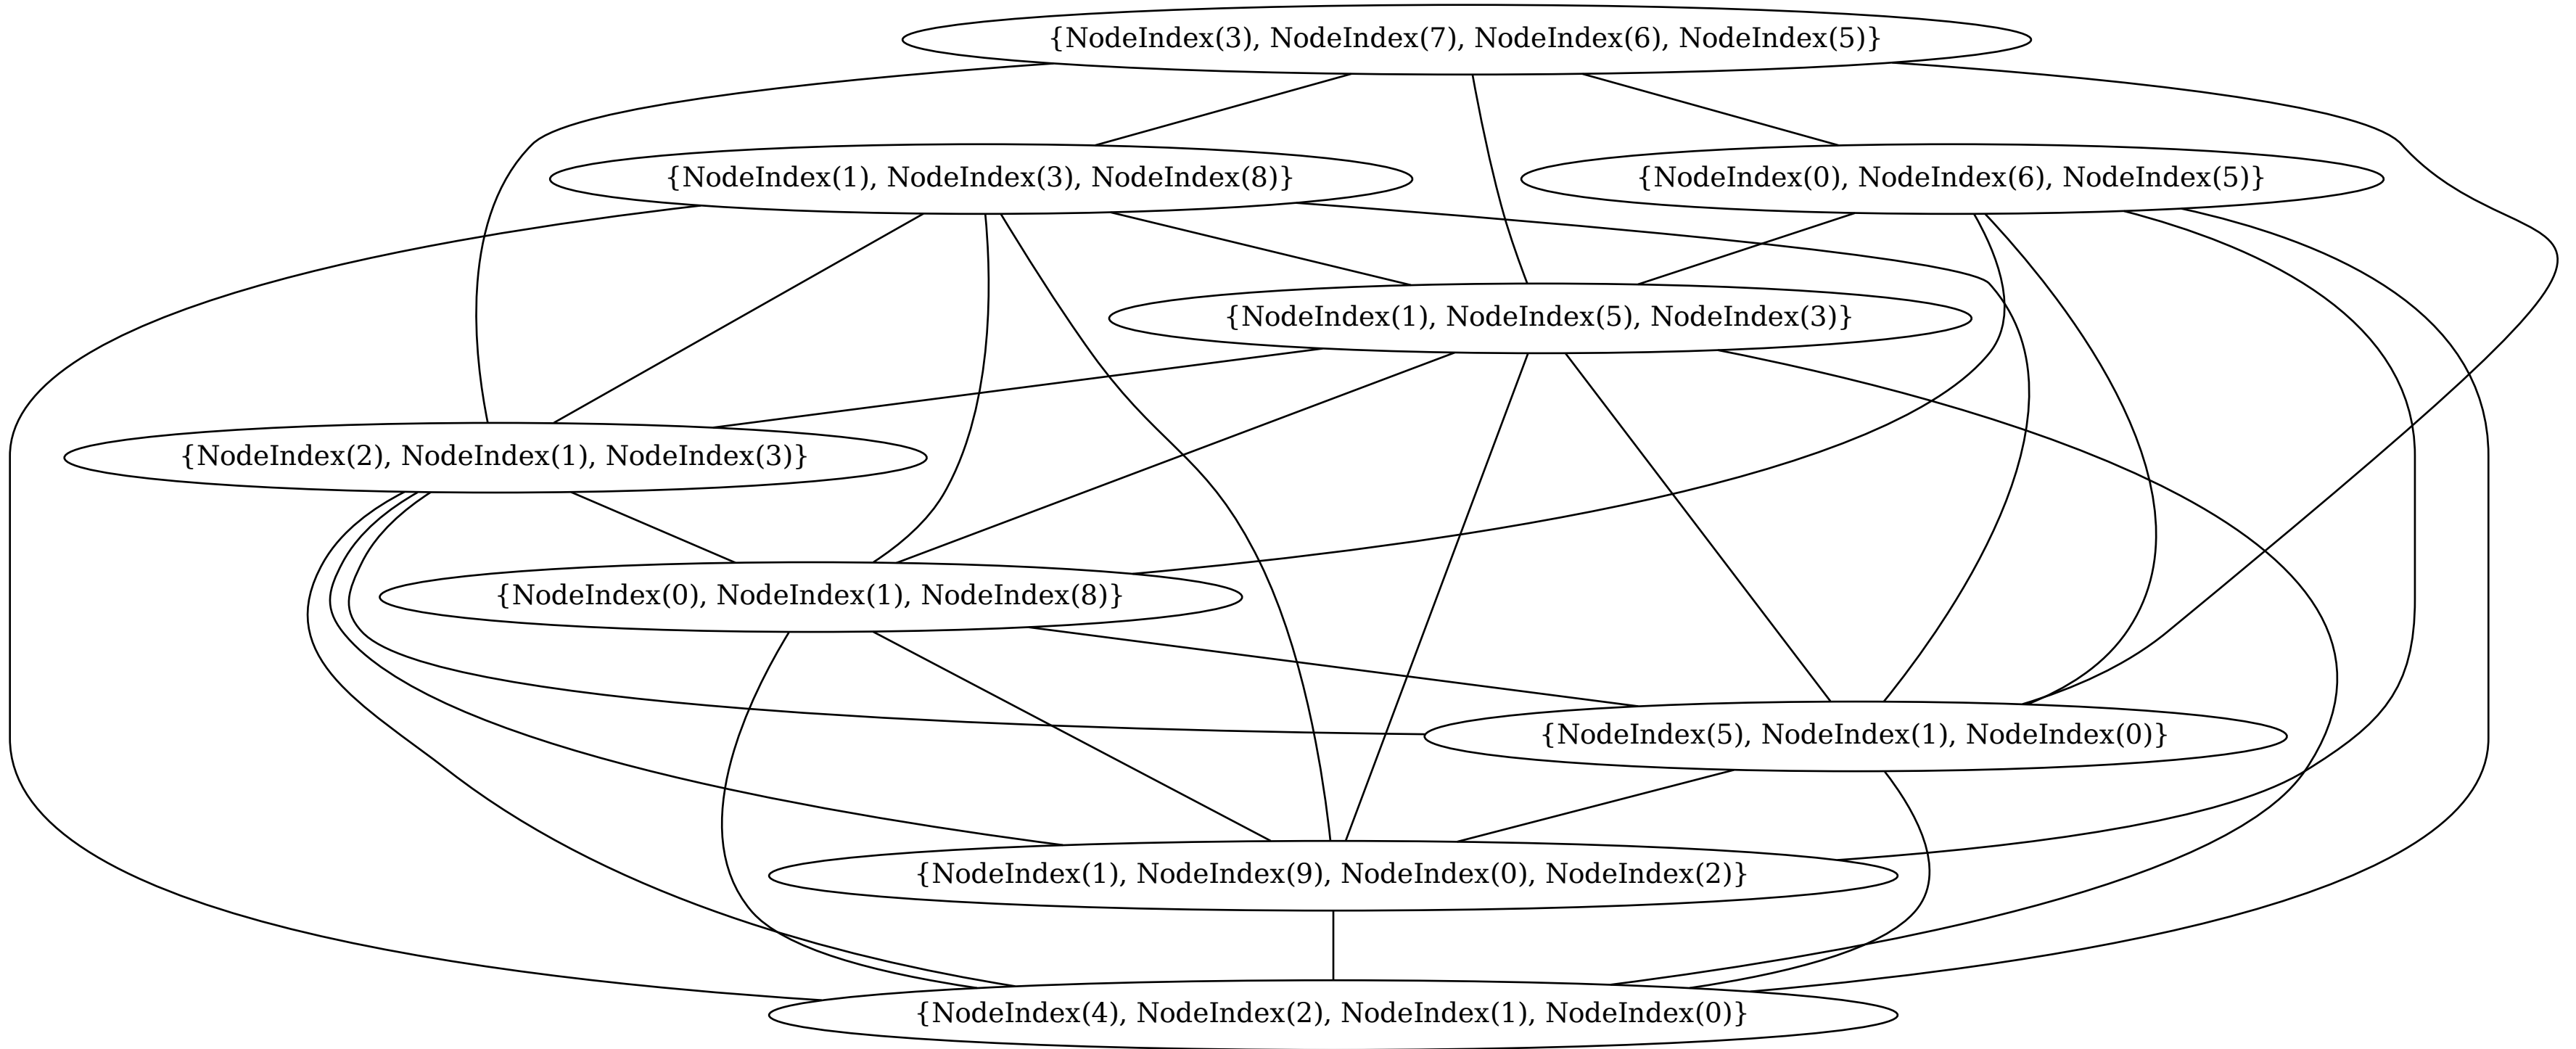 {NodeIndex(3), NodeIndex(7), NodeIndex(6), NodeIndex(5)}
{NodeIndex(1), NodeIndex(3), NodeIndex(8)}
{NodeIndex(0), NodeIndex(6), NodeIndex(5)}
{NodeIndex(1), NodeIndex(5), NodeIndex(3)}
{NodeIndex(2), NodeIndex(1), NodeIndex(3)}
{NodeIndex(0), NodeIndex(1), NodeIndex(8)}
{NodeIndex(5), NodeIndex(1), NodeIndex(0)}
{NodeIndex(1), NodeIndex(9), NodeIndex(0), NodeIndex(2)}
{NodeIndex(4), NodeIndex(2), NodeIndex(1), NodeIndex(0)}